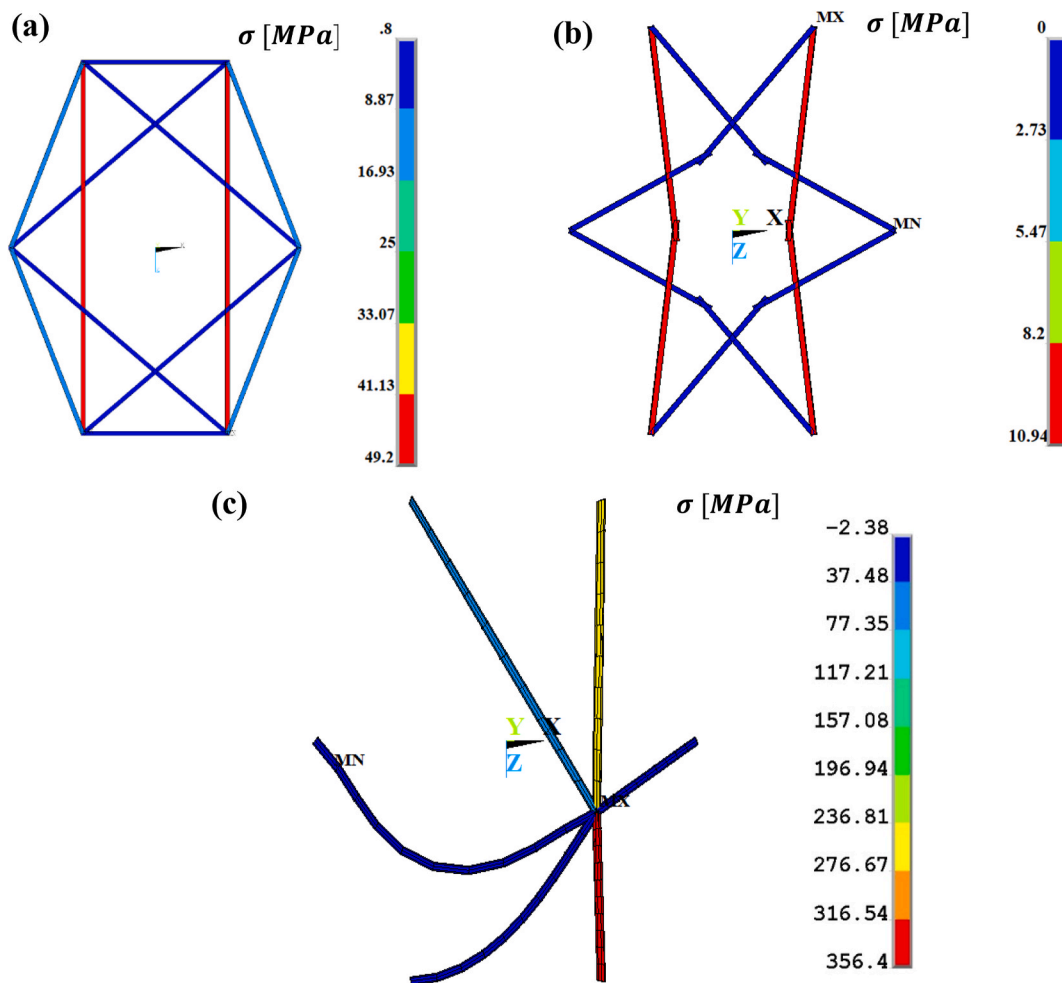 (a)
σ [MPa]
.8
8.87
16.93
25
33.07
41.13
49.2
(b)
σ [MPa]
MX
MN
Y
X
Z
0
2.73
5.47
8.2
10.94
(c)
σ [MPa]
Y
X
Z
MN
MX
-2.38
37.48
77.35
117.21
157.08
196.94
236.81
276.67
316.54
356.4